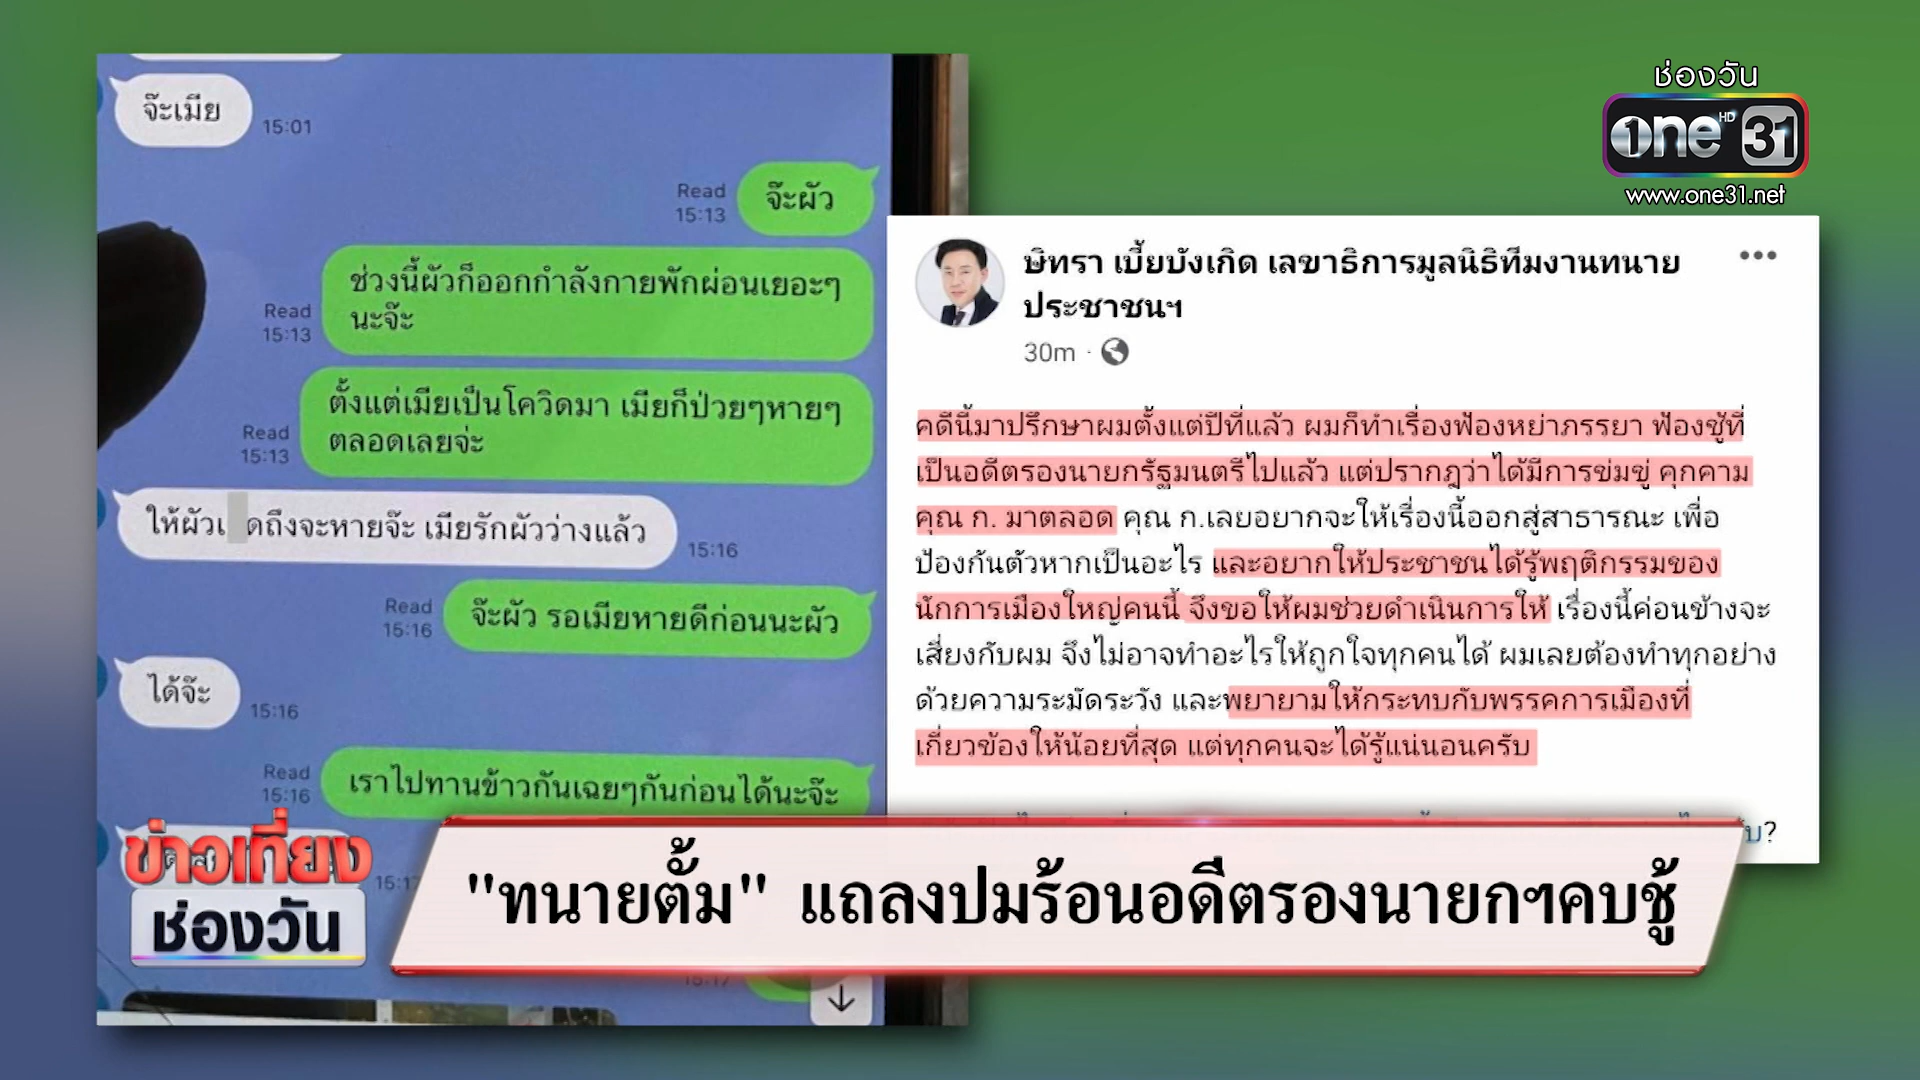 จ๊ะเมีย
15:01
Read
15:13
จ๊ะผัว
ช่วงนี้ผัวก็ออกกำลังกายพักผ่อนเยอะๆ
นะจ๊ะ
Read
15:13
ตั้งแต่เมียเป็นโควิดมา เมียก็ป่วยๆหายๆ
ตลอดเลยจ่ะ
Read
15:13
ให้ผัวเ ดถึงจะหายจ๊ะ เมียรักผัวว่างแล้ว
15:16
Read
15:16
จ๊ะผัว รอเมียหายดีก่อนนะผัว
ได้จ๊ะ
15:16
Read
15:16
เราไปทานข้าวกันเฉยๆกันก่อนได้นะจ๊ะ
15:17
15:17
ช่องวัน
one HD 31
www.one31.net
ษิทรา เบี้ยบังเกิด เลขาธิการมูลนิธิทีมงานทนาย
ประชาชนฯ
30m ·
คดีนี้มาปรึกษาผมตั้งแต่ปีที่แล้ว ผมก็ทำเรื่องฟ้องหย่าภรรยา ฟ้องชู้ที่
เป็นอดีตรองนายกรัฐมนตรีไปแล้ว แต่ปรากฎว่าได้มีการข่มขู่ คุกคาม
คุณ ก. มาตลอด คุณ ก.เลยอยากจะให้เรื่องนี้ออกสู่สาธารณะ เพื่อ
ป้องกันตัวหากเป็นอะไร และอยากให้ประชาชนได้รู้พฤติกรรมของ
นักการเมืองใหญ่คนนี้ จึงขอให้ผมช่วยดำเนินการให้ เรื่องนี้ค่อนข้างจะ
เสี่ยงกับผม จึงไม่อาจทำอะไรให้ถูกใจทุกคนได้ ผมเลยต้องทำทุกอย่าง
ด้วยความระมัดระวัง และพยายามให้กระทบกับพรรคการเมืองที่
เกี่ยวข้องให้น้อยที่สุด แต่ทุกคนจะได้รู้แน่นอนครับ
ข่าวเที่ยง
ช่องวัน
"ทนายตั้ม" แถลงปมร้อนอดีตรองนายกฯคบชู้